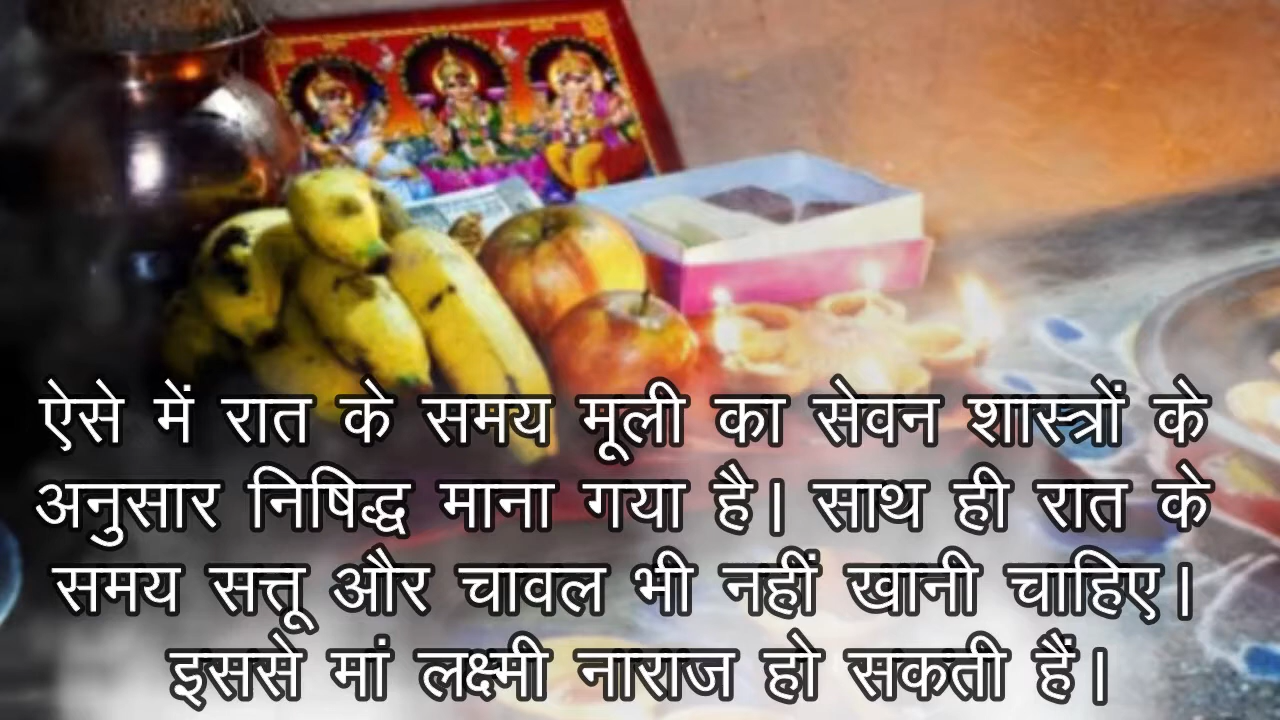 ऐसे में रात के समय मूली का सेवन शास्त्रों के
अनुसार निषिद्ध माना गया है। साथ ही रात के
समय सत्तू और चावल भी नहीं खानी चाहिए।
इससे मां लक्ष्मी नाराज हो सकती हैं।